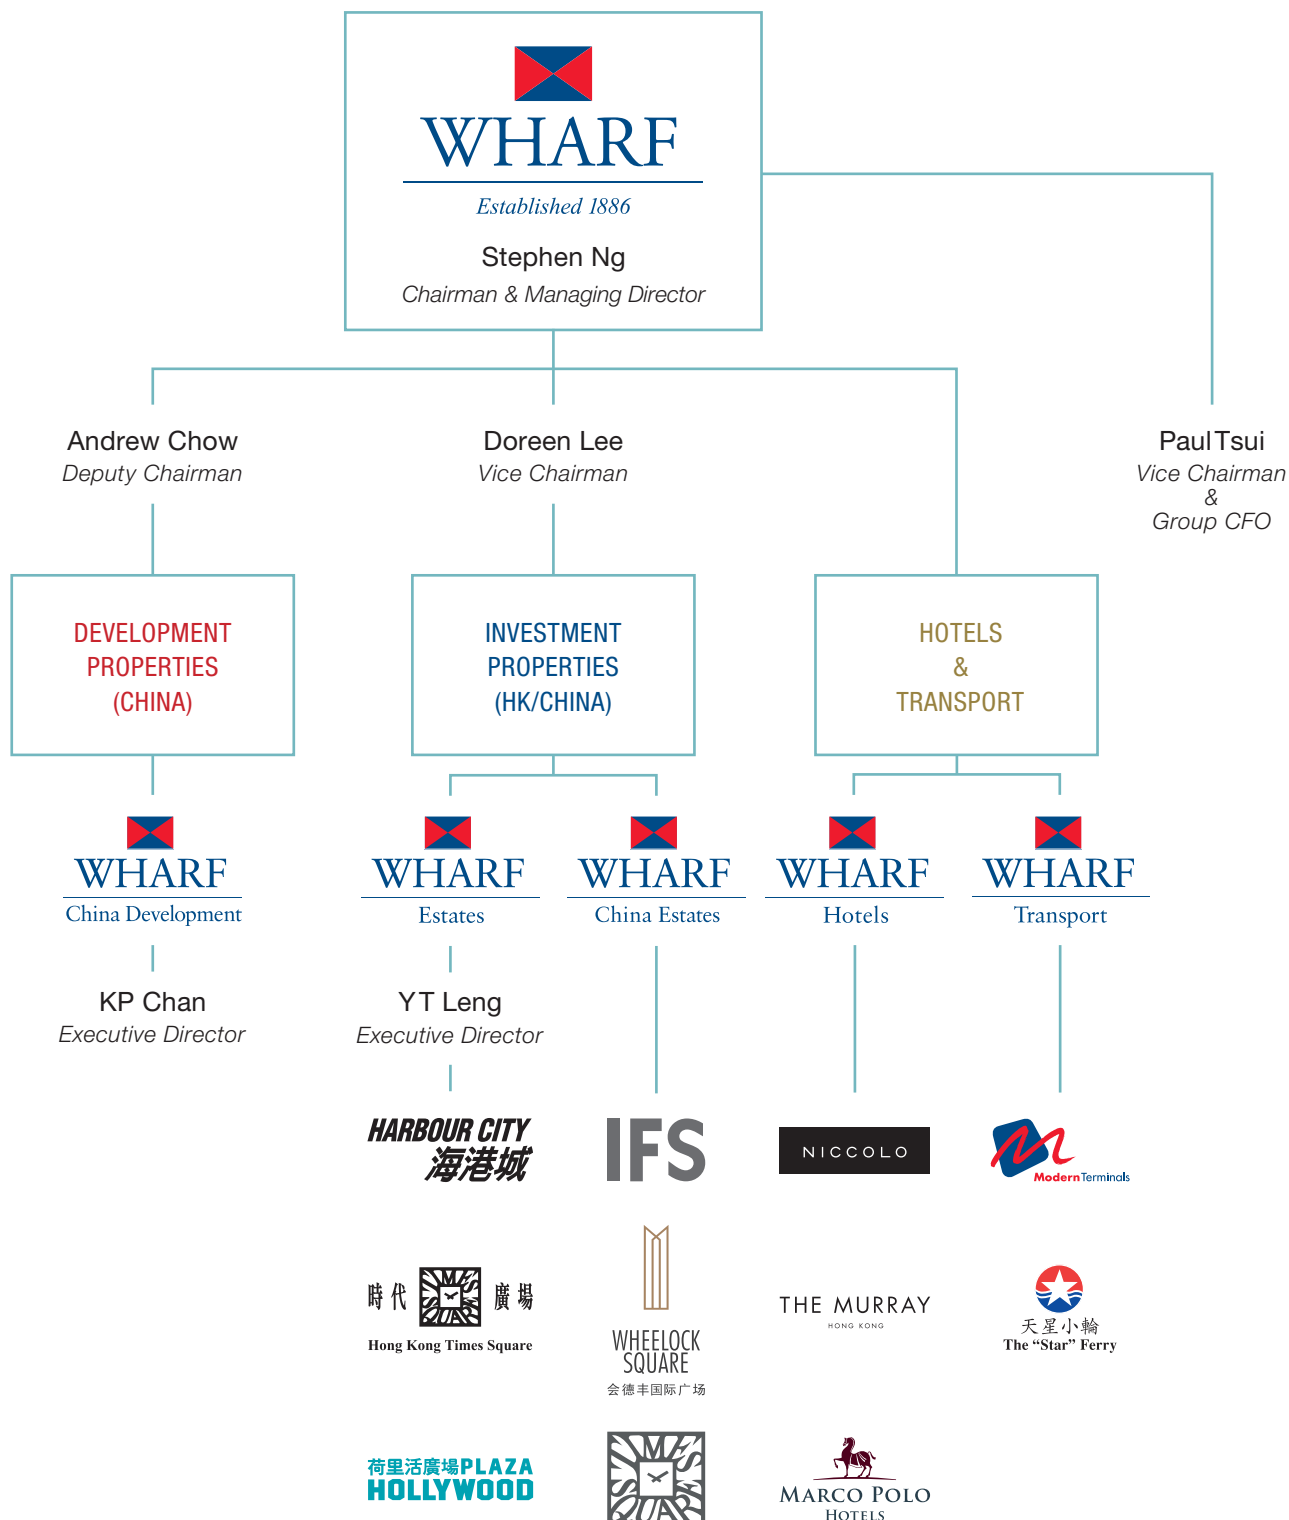 WHARF
Established 1886
Stephen Ng
Chairman & Managing Director
Andrew Chow
Deputy Chairman
Doreen Lee
Vice Chairman
Paul Tsui
Vice Chairman
&
Group CFO
DEVELOPMENT
PROPERTIES
(CHINA)
INVESTMENT
PROPERTIES
(HK/CHINA)
HOTELS
&
TRANSPORT
WHARF
China Development
WHARF
Estates
WHARF
China Estates
WHARF
Hotels
WHARF
Transport
KP Chan
Executive Director
YT Leng
Executive Director
HARBOUR CITY
海港城
IFS
NICCOLO
Modern Terminals
時代 廣場
Hong Kong Times Square
WHEELOCK
SQUARE
会德丰国际广场
THE MURRAY
HONG KONG
天星小輪
The “Star” Ferry
荷里活廣場PLAZA
HOLLYWOOD
MARCO POLO
HOTELS